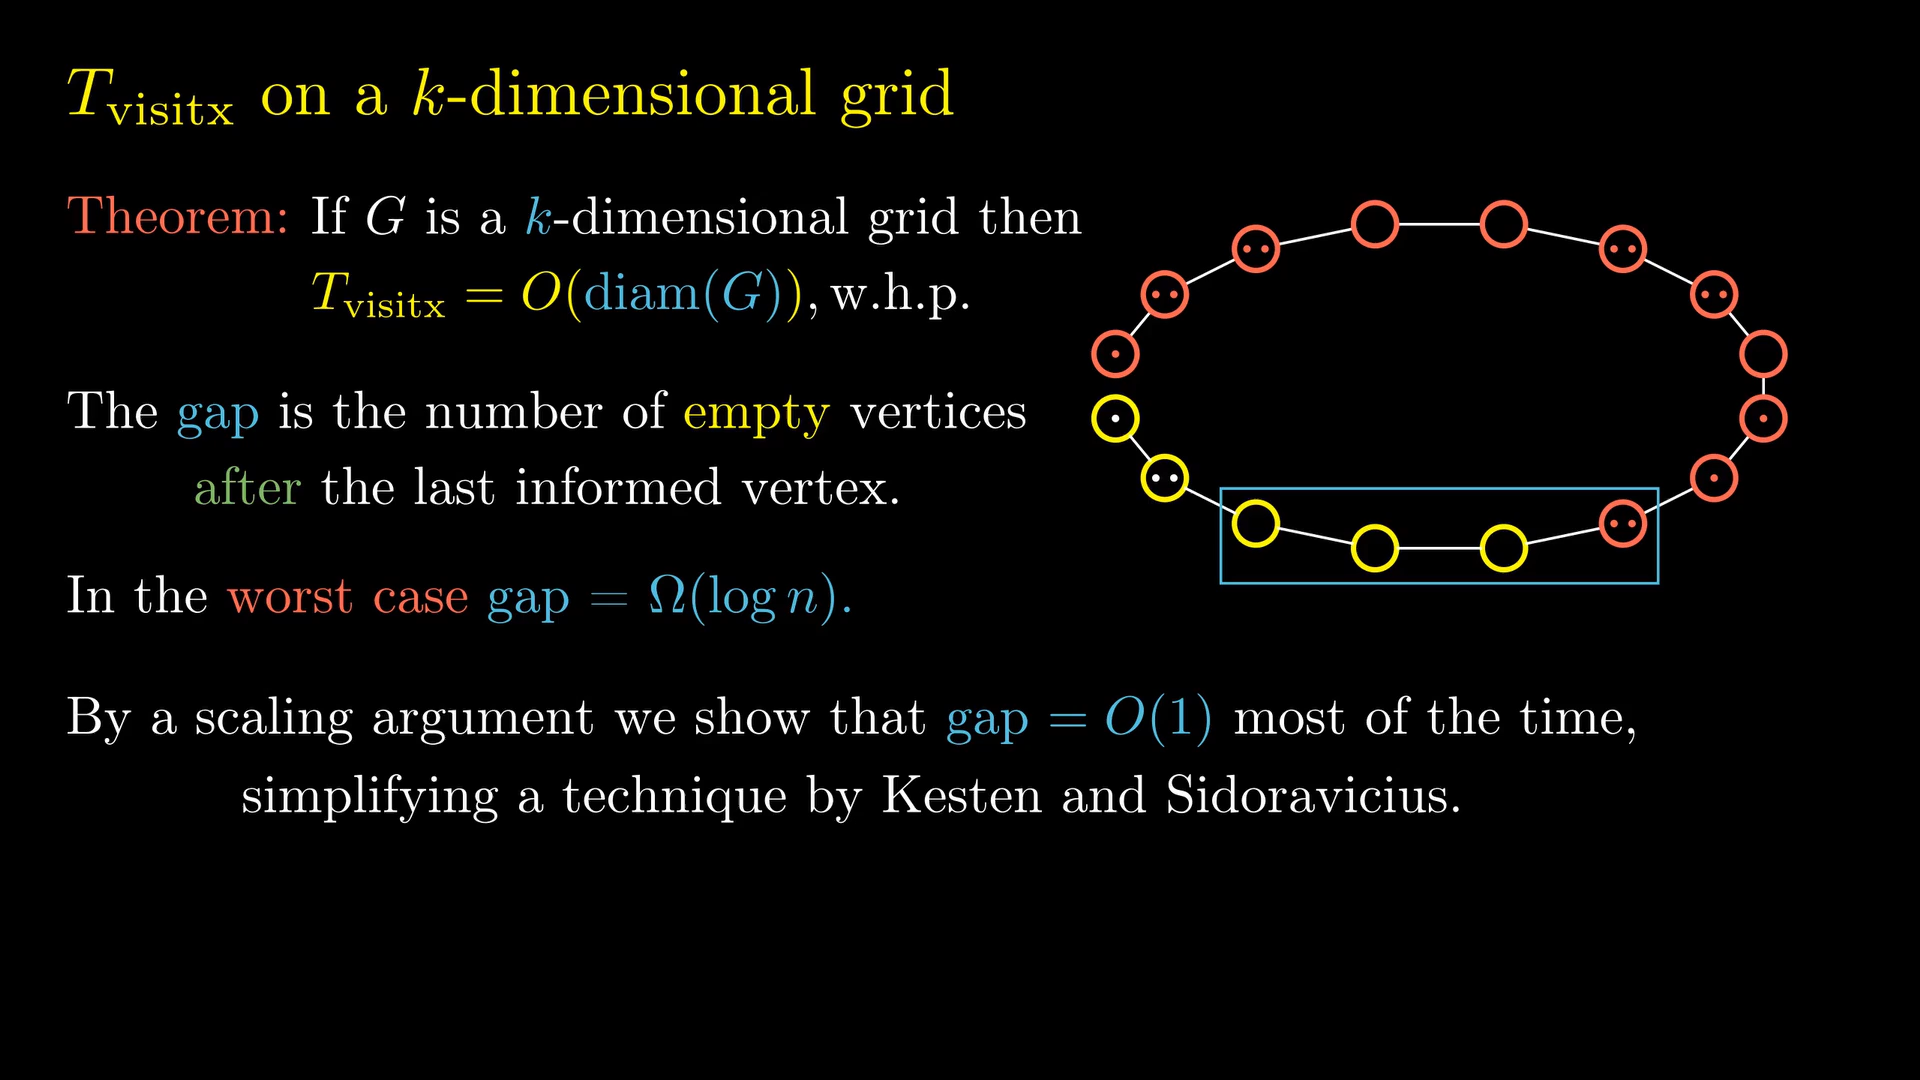 T_visitx on a k-dimensional grid
Theorem: If G is a k-dimensional grid then
T_visitx = O(diam(G)), w.h.p.
The gap is the number of empty vertices
after the last informed vertex.
In the worst case gap = Ω(log n).
By a scaling argument we show that gap = O(1) most of the time,
simplifying a technique by Kesten and Sidoravicius.